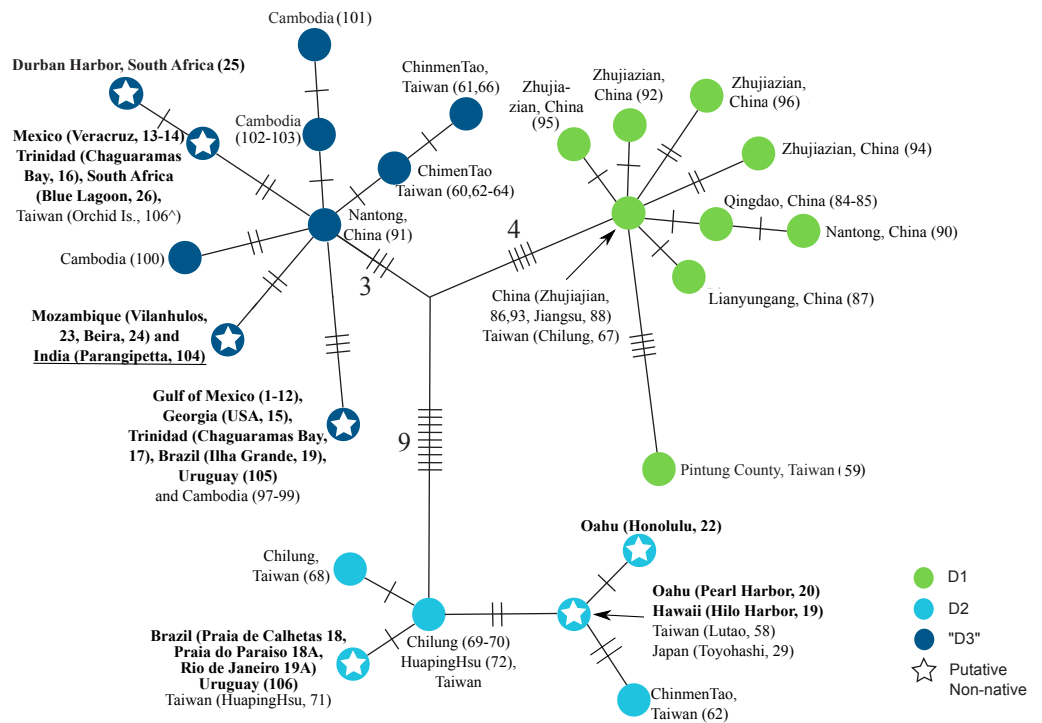 Cambodia (101)
Durban Harbor, South Africa (25)
Mexico (Veracruz, 13-14)
Trinidad (Chaguaramas
Bay, 16), South Africa
(Blue Lagoon, 26),
Taiwan (Orchid Is., 106^)
Cambodia
(102-103)
ChinmenTao,
Taiwan (61,66)
ChimenTao
Taiwan (60,62-64)
Nantong,
China (91)
Cambodia (100)
Mozambique (Vilanhulos,
23, Beira, 24) and
India (Parangipetta, 104)
Gulf of Mexico (1-12),
Georgia (USA, 15),
Trinidad (Chaguaramas Bay,
17), Brazil (Ilha Grande, 19),
Uruguay (105)
and Cambodia (97-99)
3
4
9
Zhujia-
zian, China
(95)
Zhujiazian,
China (92)
Zhujiazian,
China (96)
Zhujiazian, China (94)
Qingdao, China (84-85)
Nantong, China (90)
Lianyungang, China (87)
China (Zhujiajian,
86,93, Jiangsu, 88)
Taiwan (Chilung, 67)
Pintung County, Taiwan (59)
Chilung,
Taiwan (68)
Brazil (Praia de Calhetas 18,
Praia do Paraiso 18A,
Rio de Janeiro 19A)
Uruguay (106)
Taiwan (HuapingHsu, 71)
Chilung (69-70)
HuapingHsu (72),
Taiwan
Oahu (Honolulu, 22)
Oahu (Pearl Harbor, 20)
Hawaii (Hilo Harbor, 19)
Taiwan (Lutao, 58)
Japan (Toyohashi, 29)
ChinmenTao,
Taiwan (62)
D1
D2
"D3"
Putative
Non-native